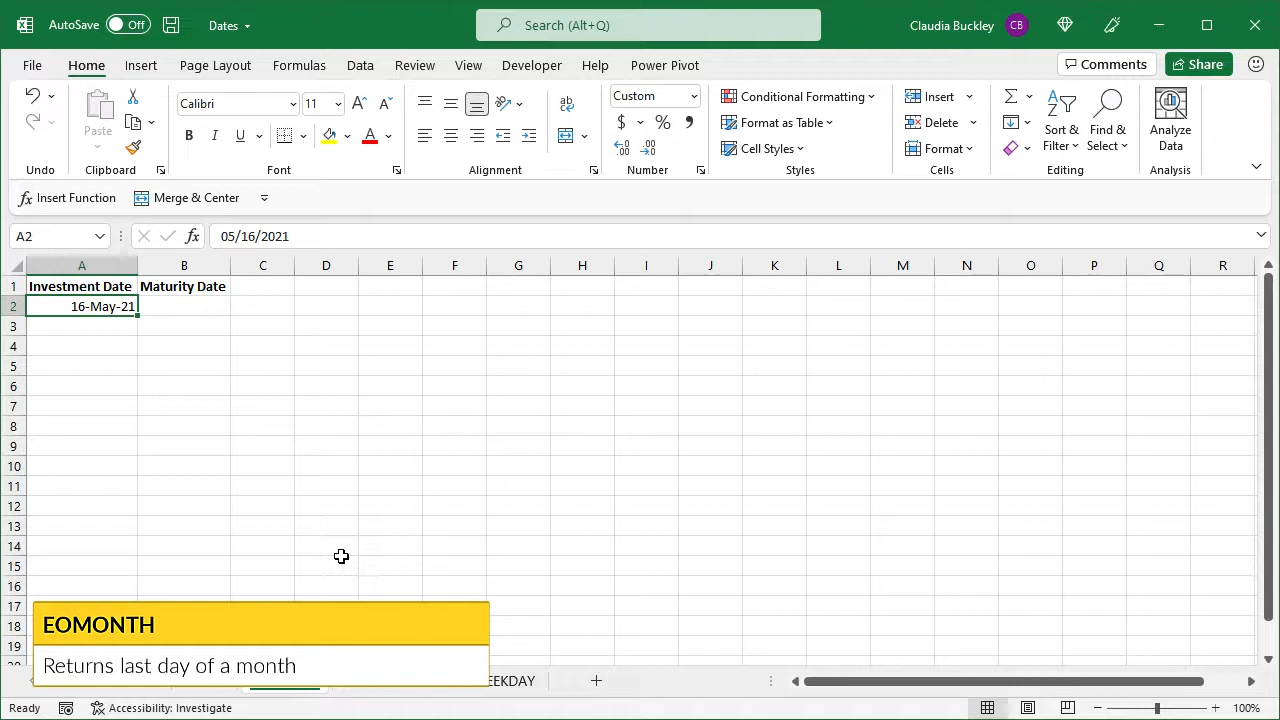 AutoSave Off Dates Search (Alt+Q) Claudia Buckley CB
File Home Insert Page Layout Formulas Data Review View Developer Help Power Pivot Comments Share
Paste Calibri 11 A A Custom Conditional Formatting Insert
B I U A ab $ % Format as Table Delete Sort & Filter Find & Select Analyze Data
Cell Styles Format
Undo Clipboard Font Alignment Number Styles Cells Editing Analysis
fx Insert Function Merge & Center
A2 fx 05/16/2021
A B C D E F G H I J K L M N O P Q R
1 Investment Date Maturity Date
2 16-May-21
3
4
5
6
7
8
9
10
11
12
13
14
15
16
17
18
19
EOMONTH
Returns last day of a month
EEKDAY
Ready Accessibility: Investigate 100%